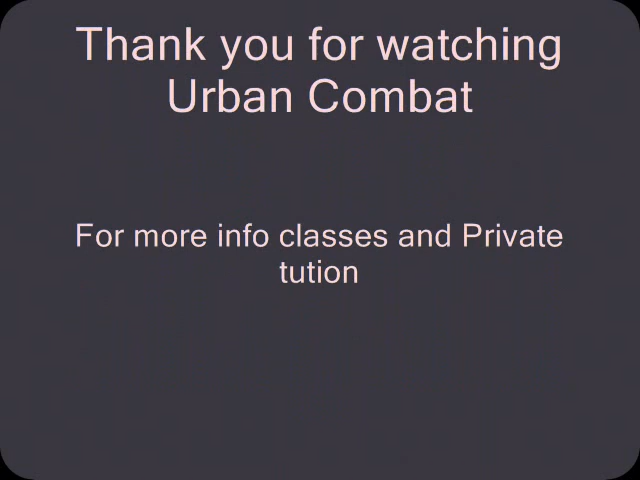 Thank you for watching
Urban Combat
For more info classes and Private
tution